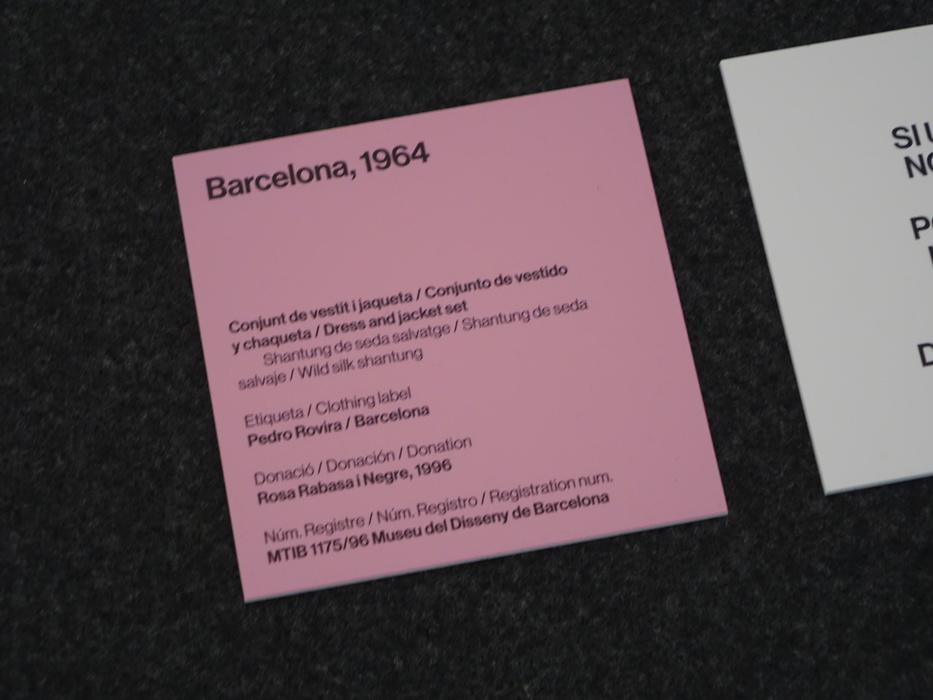 Barcelona, 1964
Conjunt de vestit i jaqueta / Conjunto de vestido
y chaqueta / Dress and jacket set
Shantung de seda salvatge / Shantung de seda
salvaje / Wild silk shantung
Etiqueta / Clothing label
Pedro Rovira / Barcelona
Donació / Donación / Donation
Rosa Rabasa i Negre, 1996
Núm. Registre / Núm. Registro / Registration num.
MTIB 1175/96 Museu del Disseny de Barcelona
SI